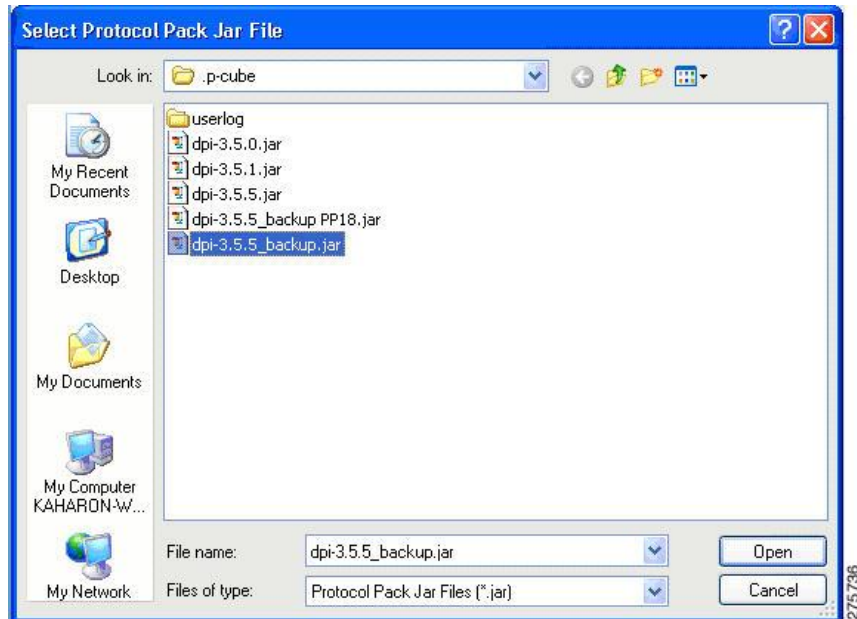 Select Protocol Pack Jar File
Look in:
.p-cube
My Recent
Documents
Desktop
My Documents
My Computer
KAHARON-W...
My Network
userlog
dpi-3.5.0.jar
dpi-3.5.1.jar
dpi-3.5.5.jar
dpi-3.5.5_backup PP18.jar
dpi-3.5.5_backup.jar
File name:
dpi-3.5.5_backup.jar
Open
Files of type:
Protocol Pack Jar Files (*.jar)
Cancel
275736